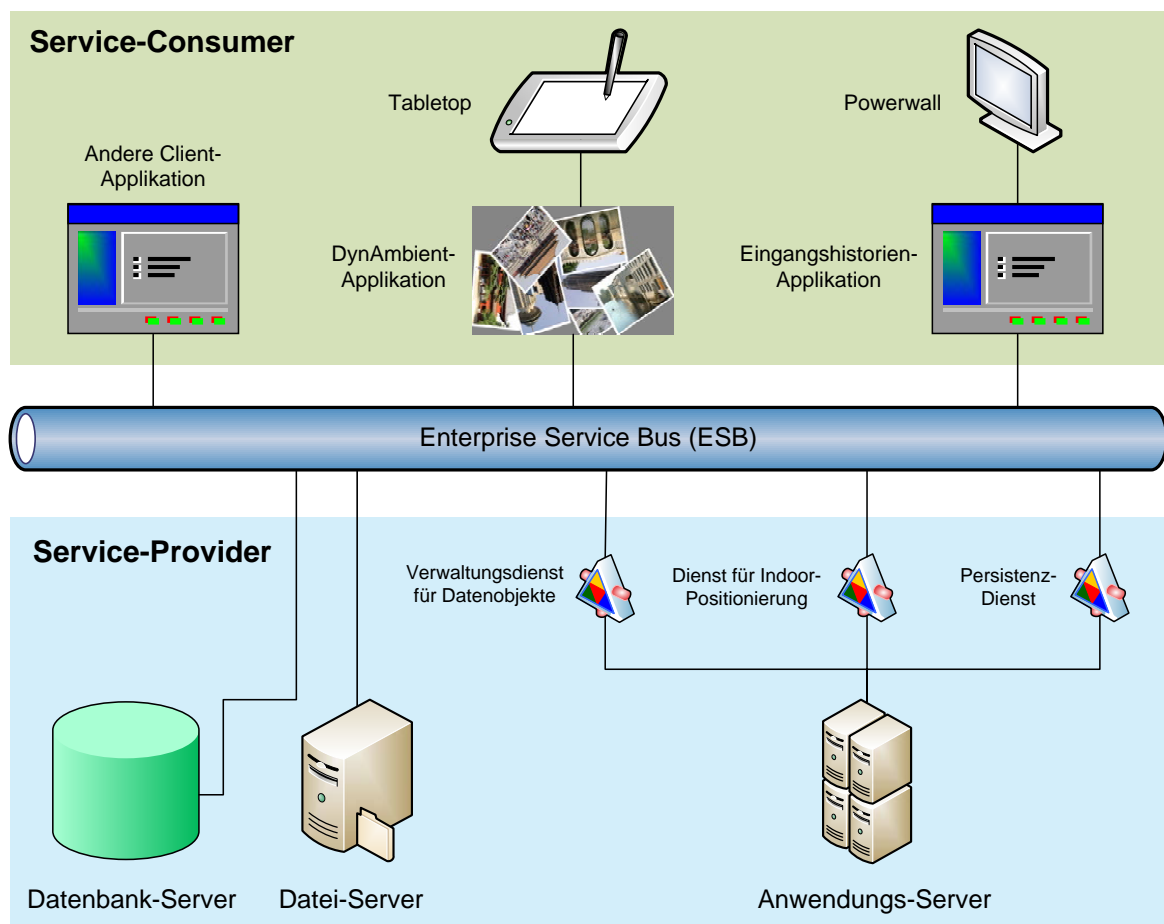 Service-Consumer
Tabletop
Powerwall
Andere Client-
Applikation
DynAmbient-
Applikation
Eingangshistorien-
Applikation
Enterprise Service Bus (ESB)
Service-Provider
Verwaltungsdienst
für Datenobjekte
Dienst für Indoor-
Positionierung
Persistenz-
Dienst
Datenbank-Server
Datei-Server
Anwendungs-Server